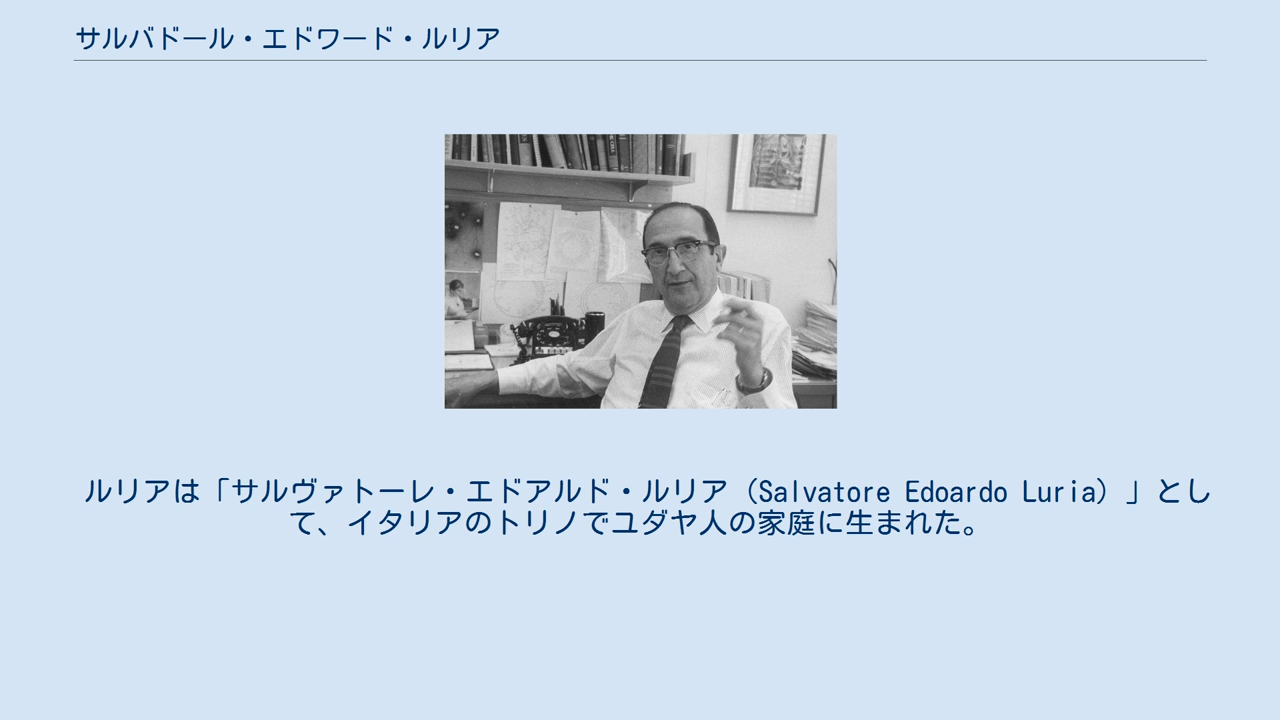 サルバドール・エドワード・ルリア
ルリアは「サルヴァトーレ・エドアルド・ルリア（Salvatore Edoardo Luria）」とし
て、イタリアのトリノでユダヤ人の家庭に生まれた。